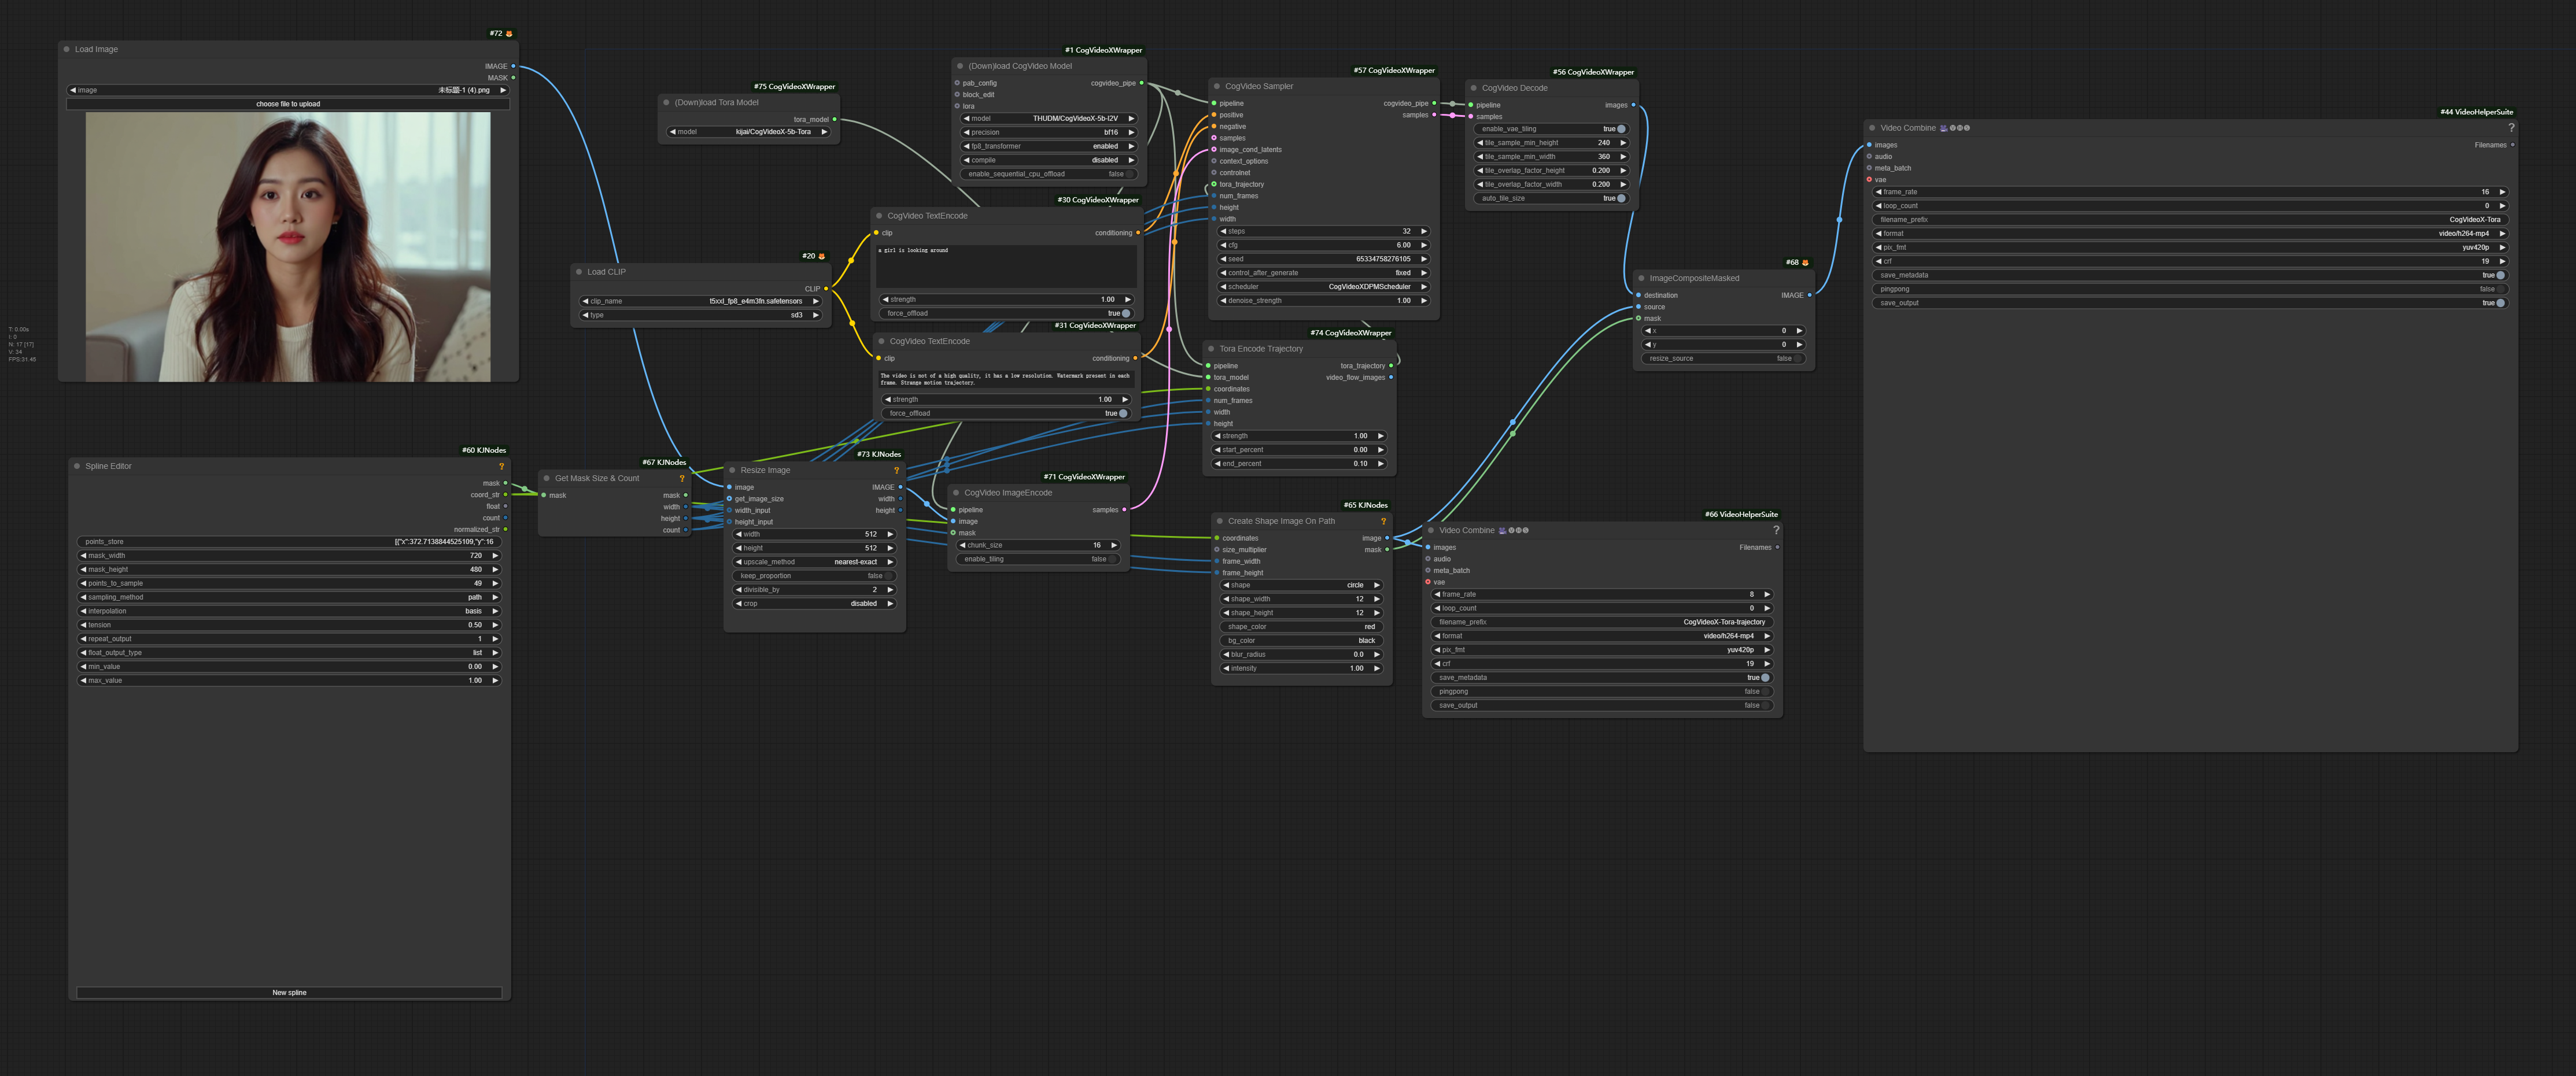 #72
Load Image
IMAGE
MASK
image 未标题-1 (4).png
choose file to upload
T: 0.00s
I: 0
N: 17 [17]
V: 34
FPS:31.45
#60 KJNodes
Spline Editor ?
mask
coord_str
float
count
normalized_str
points_store [{"x":372.7138844525109,"y":16
mask_width 720
mask_height 480
points_to_sample 49
sampling_method path
interpolation basis
tension 0.50
repeat_output 1
float_output_type list
min_value 0.00
max_value 1.00
New spline
#67 KJNodes
Get Mask Size & Count ?
mask mask
width
height
count
#75 CogVideoXWrapper
(Down)load Tora Model
tora_model
model kijai/CogVideoX-5b-Tora
#20
Load CLIP
CLIP
clip_name t5xxl_fp8_e4m3fn.safetensors
type sd3
#73 KJNodes
Resize Image ?
image IMAGE
get_image_size width
width_input height
height_input
width 512
height 512
upscale_method nearest-exact
keep_proportion false
divisible_by 2
crop disabled
#1 CogVideoXWrapper
(Down)load CogVideo Model
pab_config cogvideo_pipe
block_edit
lora
model THUDM/CogVideoX-5b-I2V
precision bf16
fp8_transformer enabled
compile disabled
enable_sequential_cpu_offload false
#30 CogVideoXWrapper
CogVideo TextEncode
clip conditioning
a girl is looking around
strength 1.00
force_offload true
#31 CogVideoXWrapper
CogVideo TextEncode
clip conditioning
The video is not of a high quality, it has a low resolution. Watermark present in each
frame. Strange motion trajectory.
strength 1.00
force_offload true
#71 CogVideoXWrapper
CogVideo ImageEncode
pipeline samples
image
mask
chunk_size 16
enable_tiling false
#57 CogVideoXWrapper
CogVideo Sampler
pipeline cogvideo_pipe
positive samples
negative
samples
image_cond_latents
context_options
controlnet
tora_trajectory
num_frames
height
width
steps 32
cfg 6.00
seed 65334758276105
control_after_generate fixed
scheduler CogVideoXDPMScheduler
denoise_strength 1.00
#74 CogVideoXWrapper
Tora Encode Trajectory
pipeline tora_trajectory
tora_model video_flow_images
coordinates
num_frames
width
height
strength 1.00
start_percent 0.00
end_percent 0.10
#65 KJNodes
Create Shape Image On Path ?
coordinates image
size_multiplier mask
frame_width
frame_height
shape circle
shape_width 12
shape_height 12
shape_color red
bg_color black
blur_radius 0.0
intensity 1.00
#56 CogVideoXWrapper
CogVideo Decode
pipeline images
samples
enable_vae_tiling true
tile_sample_min_height 240
tile_sample_min_width 360
tile_overlap_factor_height 0.200
tile_overlap_factor_width 0.200
auto_tile_size true
#68
ImageCompositeMasked
destination IMAGE
source
mask
x 0
y 0
resize_source false
#66 VideoHelperSuite
Video Combine ?
images Filenames
audio
meta_batch
vae
frame_rate 8
loop_count 0
filename_prefix CogVideoX-Tora-trajectory
format video/h264-mp4
pix_fmt yuv420p
crf 19
save_metadata true
pingpong false
save_output false
#44 VideoHelperSuite
Video Combine ?
images Filenames
audio
meta_batch
vae
frame_rate 16
loop_count 0
filename_prefix CogVideoX-Tora
format video/h264-mp4
pix_fmt yuv420p
crf 19
save_metadata true
pingpong false
save_output true